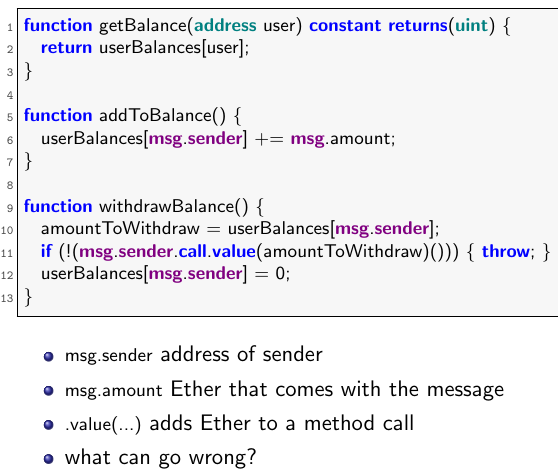 1 function getBalance(address user) constant returns(uint) {
2 return userBalances[user];
3 }
4
5 function addToBalance() {
6 userBalances[msg.sender] += msg.amount;
7 }
8
9 function withdrawBalance() {
10 amountToWithdraw = userBalances[msg.sender];
11 if (!(msg.sender.call.value(amountToWithdraw)())) { throw; }
12 userBalances[msg.sender] = 0;
13 }
msg.sender address of sender
msg.amount Ether that comes with the message
.value(...) adds Ether to a method call
what can go wrong?